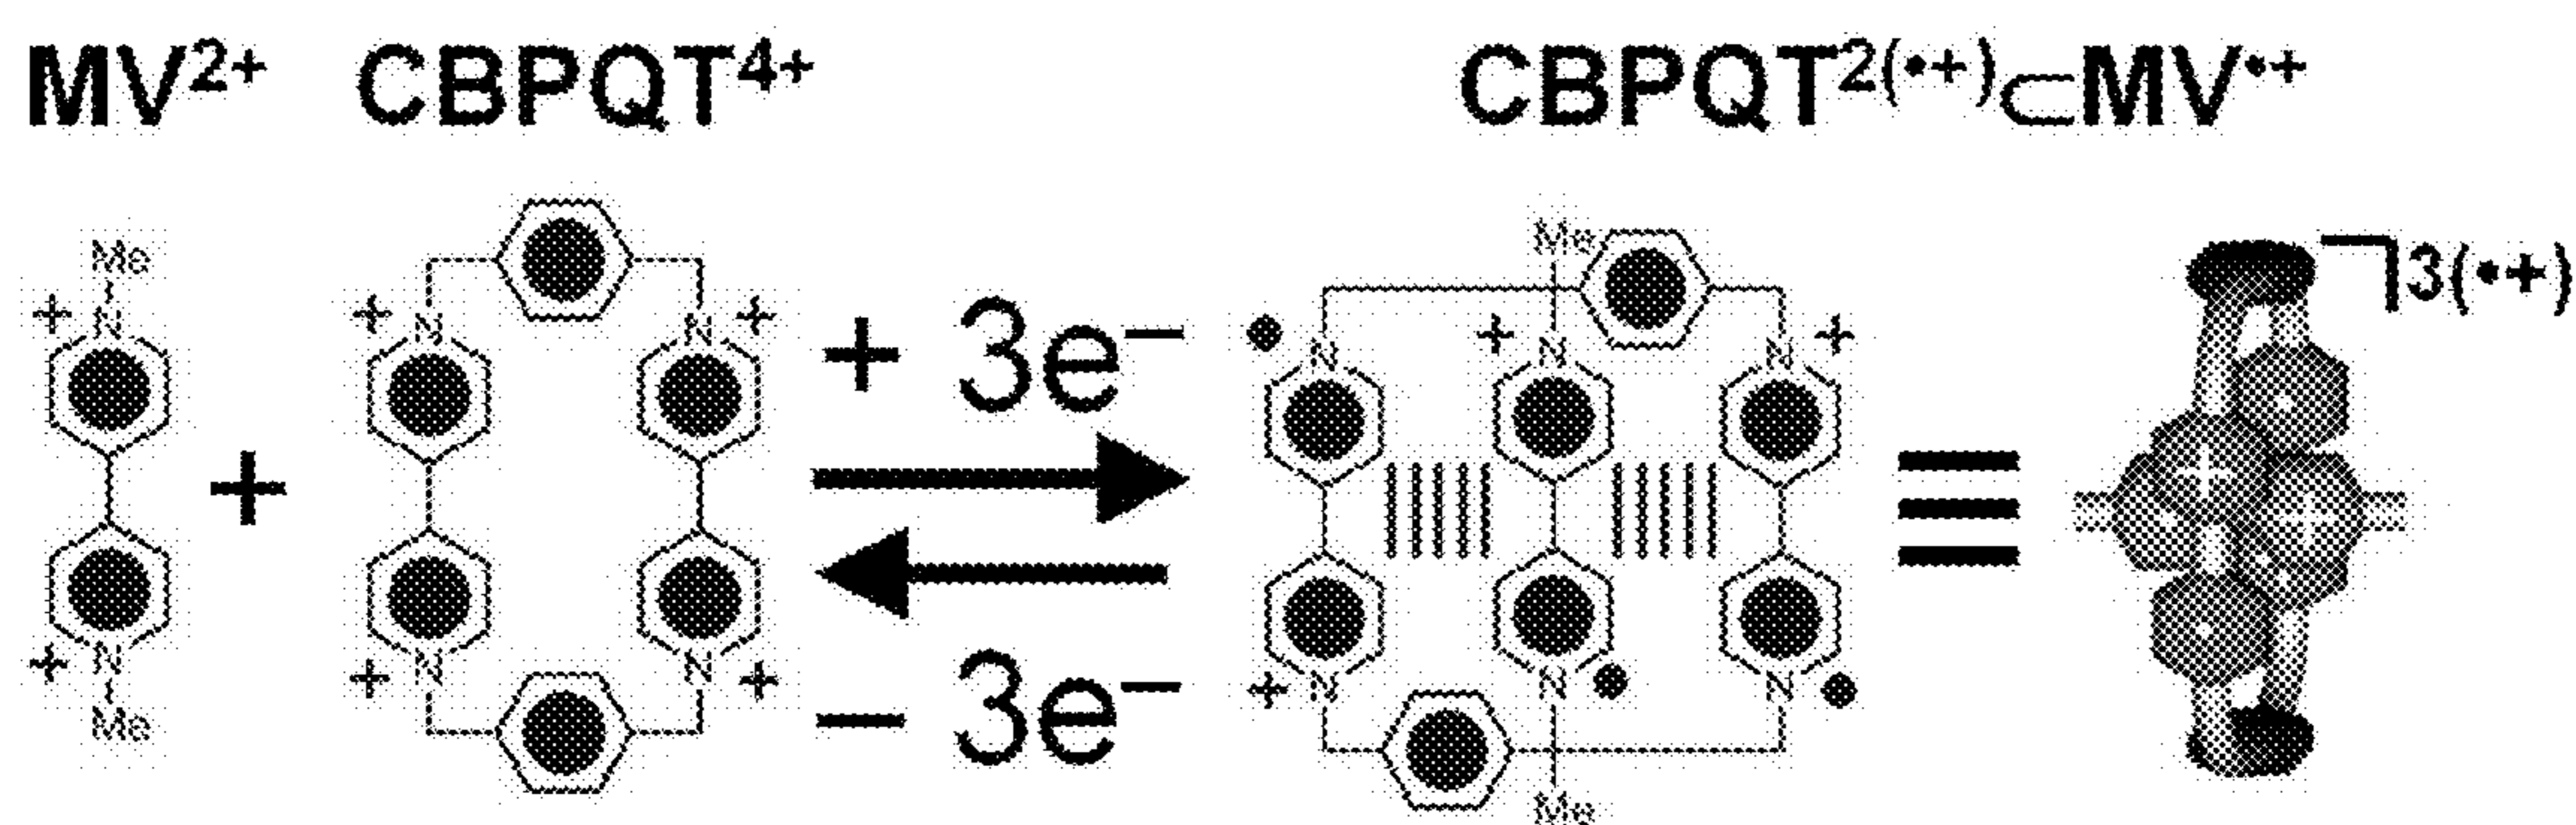 MV²⁺ CBPQT⁴⁺ CBPQT²⁽•⁺⁾⊂MV•⁺
Me Me
+ N + N N + • N + N N +
+ 3e⁻ ≡ 3(•+)
+
− 3e⁻
+ N + N N + + N N • N •
Me Me